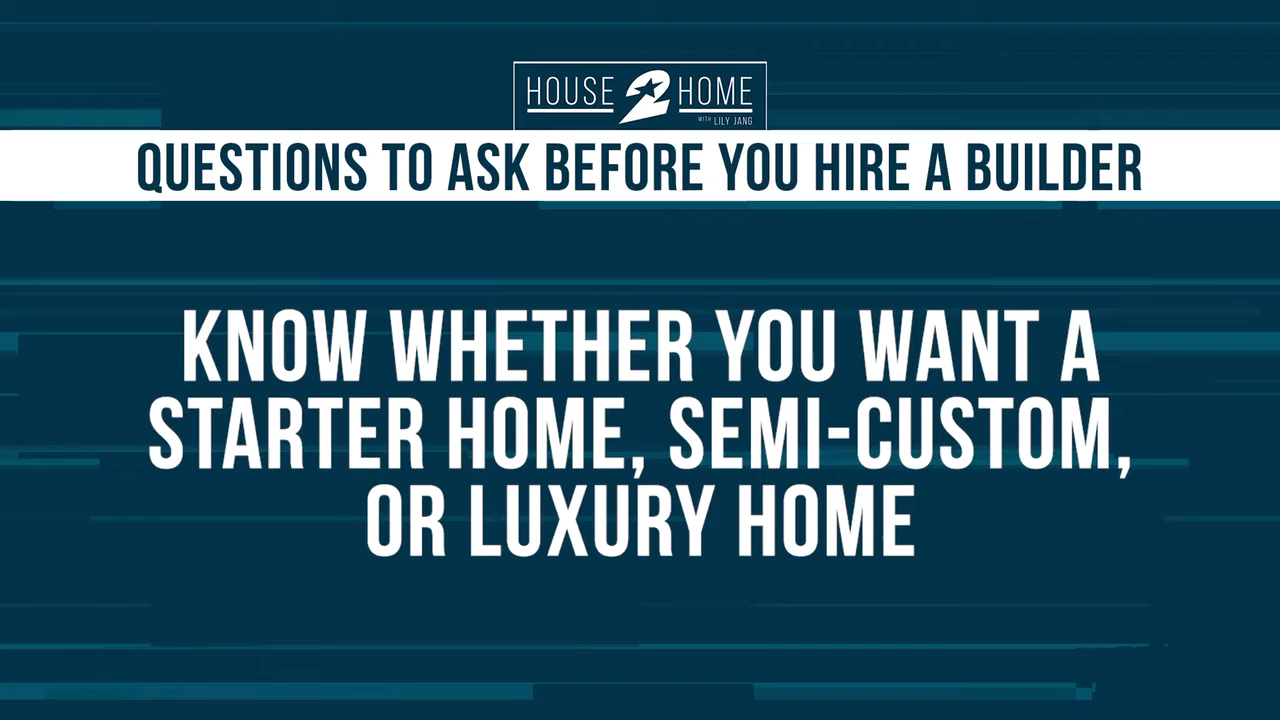 HOUSE 2 HOME
WITH LILY JANG
QUESTIONS TO ASK BEFORE YOU HIRE A BUILDER
KNOW WHETHER YOU WANT A
STARTER HOME, SEMI-CUSTOM,
OR LUXURY HOME